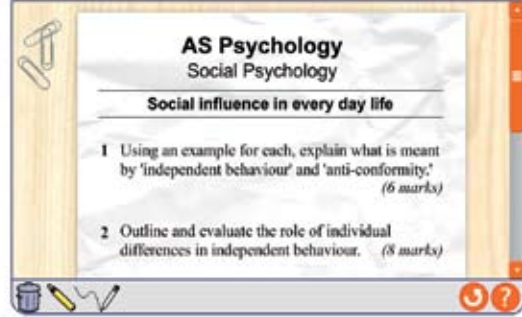 AS Psychology
Social Psychology
Social influence in every day life
1 Using an example for each, explain what is meant
by 'independent behaviour' and 'anti-conformity.'
(6 marks)
2 Outline and evaluate the role of individual
differences in independent behaviour. (8 marks)
?